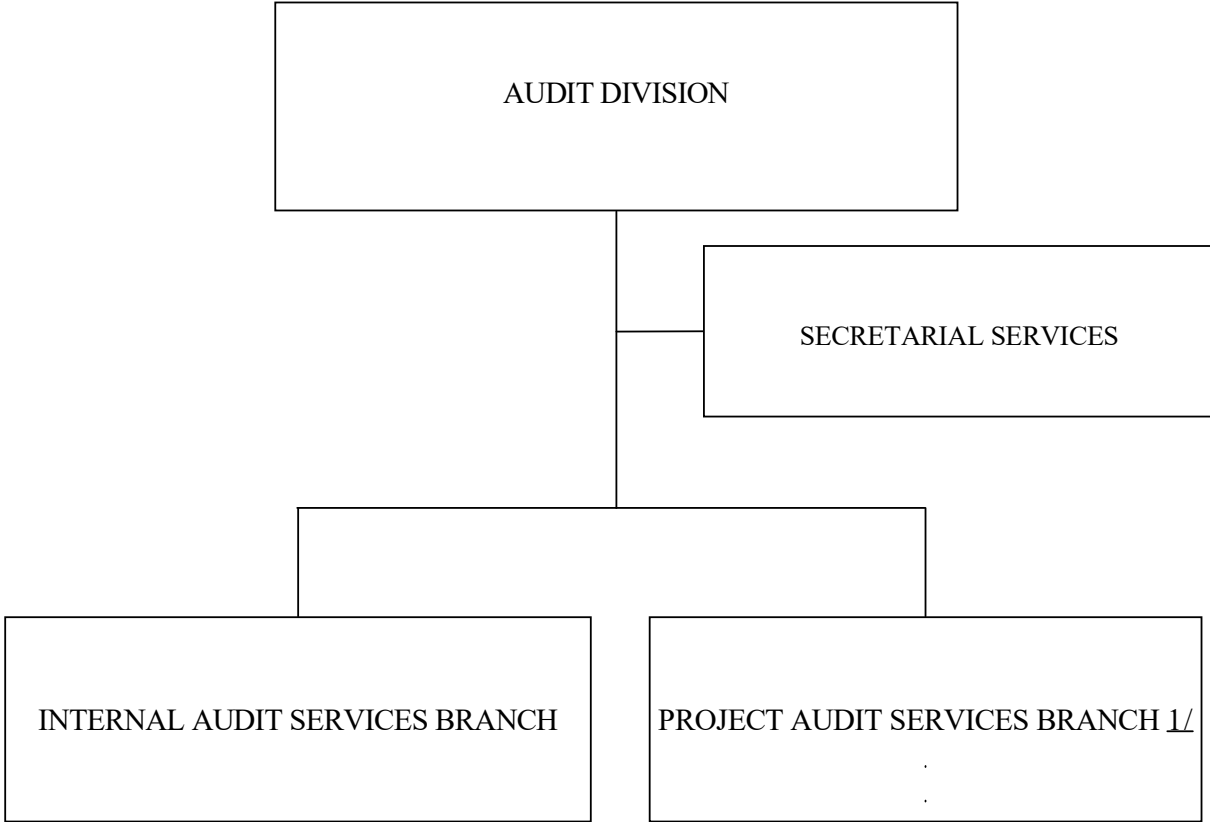 AUDIT DIVISION
SECRETARIAL SERVICES
INTERNAL AUDIT SERVICES BRANCH
PROJECT AUDIT SERVICES BRANCH 1/
.
.